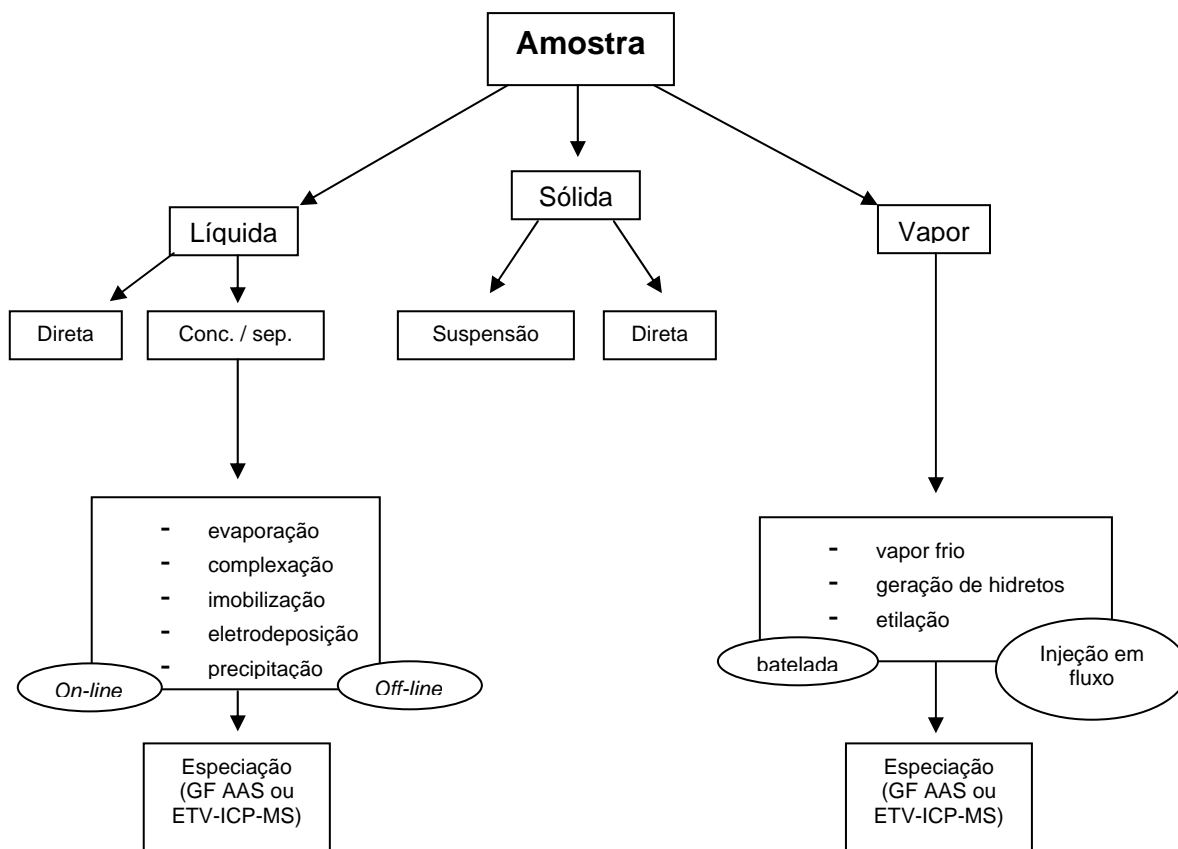 Amostra
Líquida
Sólida
Vapor
Direta
Conc. / sep.
Suspensão
Direta
- evaporação
- complexação
- imobilização
- eletrodeposição
- precipitação
On-line
Off-line
- vapor frio
- geração de hidretos
- etilação
batelada
Injeção em
fluxo
Especiação
(GF AAS ou
ETV-ICP-MS)
Especiação
(GF AAS ou
ETV-ICP-MS)